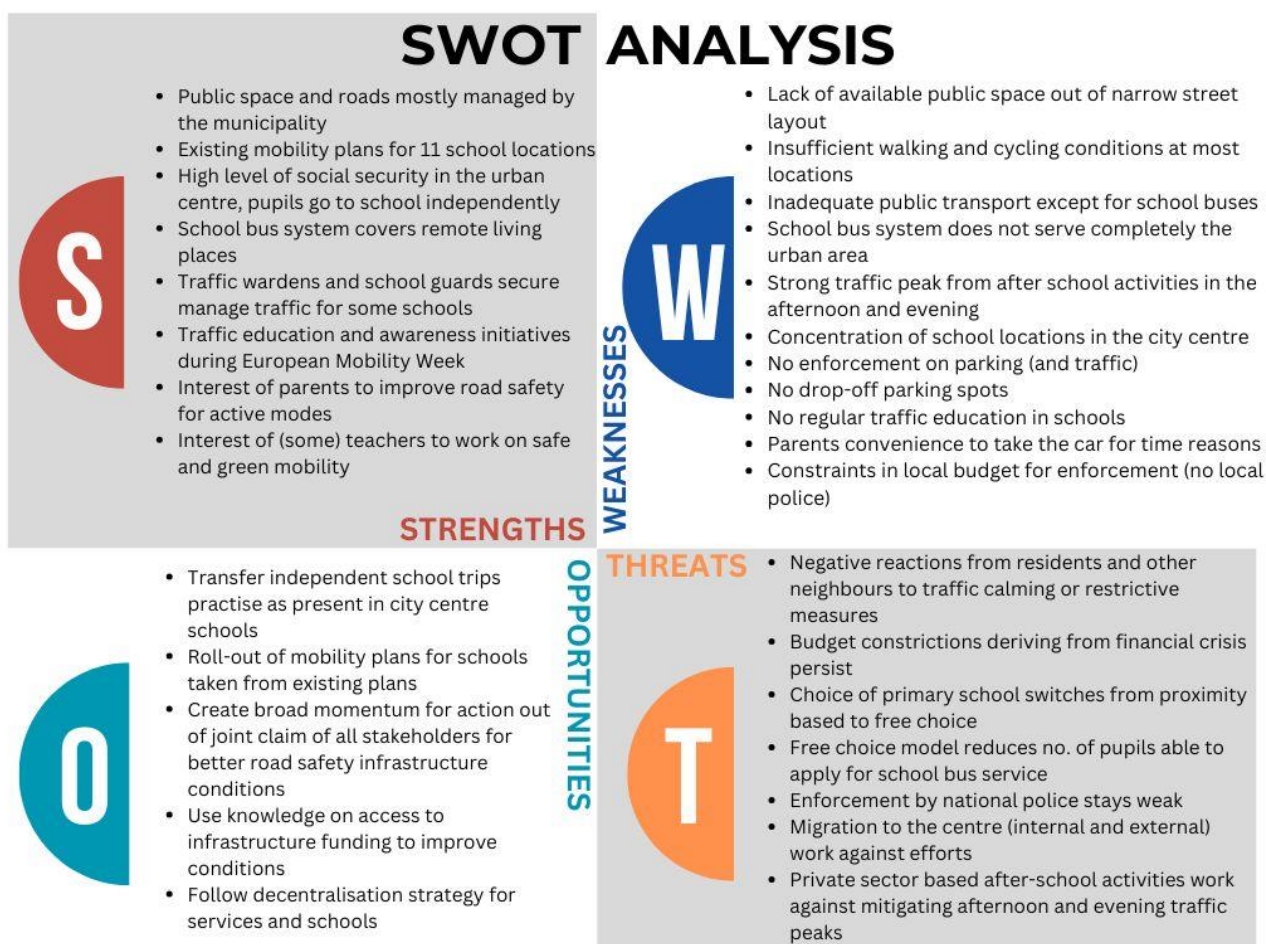 SWOT ANALYSIS
• Public space and roads mostly managed by
the municipality
• Existing mobility plans for 11 school locations
• High level of social security in the urban
centre, pupils go to school independently
• School bus system covers remote living
places
• Traffic wardens and school guards secure
manage traffic for some schools
• Traffic education and awareness initiatives
during European Mobility Week
• Interest of parents to improve road safety
for active modes
• Interest of (some) teachers to work on safe
and green mobility
S
STRENGTHS
• Lack of available public space out of narrow street
layout
• Insufficient walking and cycling conditions at most
locations
• Inadequate public transport except for school buses
• School bus system does not serve completely the
urban area
• Strong traffic peak from after school activities in the
afternoon and evening
• Concentration of school locations in the city centre
• No enforcement on parking (and traffic)
• No drop-off parking spots
• No regular traffic education in schools
• Parents convenience to take the car for time reasons
• Constraints in local budget for enforcement (no local
police)
W
WEAKNESSES
• Transfer independent school trips
practise as present in city centre
schools
• Roll-out of mobility plans for schools
taken from existing plans
• Create broad momentum for action out
of joint claim of all stakeholders for
better road safety infrastructure
conditions
• Use knowledge on access to
infrastructure funding to improve
conditions
• Follow decentralisation strategy for
services and schools
O
OPPORTUNITIES
THREATS
• Negative reactions from residents and other
neighbours to traffic calming or restrictive
measures
• Budget constrictions deriving from financial crisis
persist
• Choice of primary school switches from proximity
based to free choice
• Free choice model reduces no. of pupils able to
apply for school bus service
• Enforcement by national police stays weak
• Migration to the centre (internal and external)
work against efforts
• Private sector based after-school activities work
against mitigating afternoon and evening traffic
peaks
T